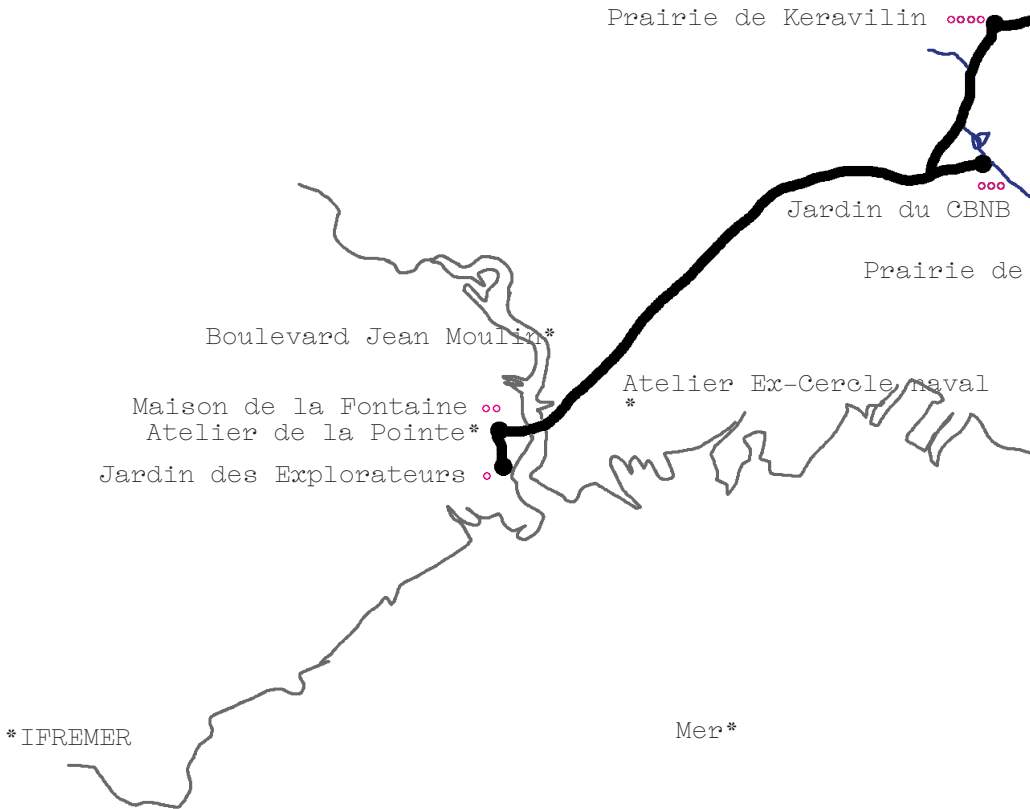 Prairie de Keravilin
Jardin du CBNB
Prairie de
Boulevard Jean Moulin*
Atelier Ex-Cercle naval
*
Maison de la Fontaine
Atelier de la Pointe*
Jardin des Explorateurs
*IFREMER
Mer*